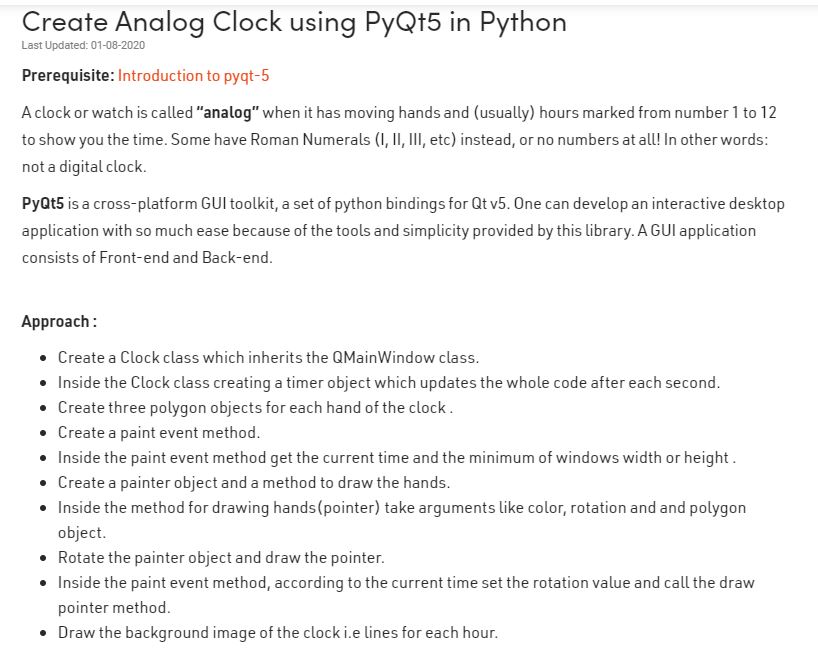 Create Analog Clock using PyQt5 in Python
Last Updated: 01-08-2020
Prerequisite: Introduction to pyqt-5
A clock or watch is called “analog” when it has moving hands and (usually) hours marked from number 1 to 12
to show you the time. Some have Roman Numerals (I, II, III, etc) instead, or no numbers at all! In other words:
not a digital clock.
PyQt5 is a cross-platform GUI toolkit, a set of python bindings for Qt v5. One can develop an interactive desktop
application with so much ease because of the tools and simplicity provided by this library. A GUI application
consists of Front-end and Back-end.
Approach :
• Create a Clock class which inherits the QMainWindow class.
• Inside the Clock class creating a timer object which updates the whole code after each second.
• Create three polygon objects for each hand of the clock .
• Create a paint event method.
• Inside the paint event method get the current time and the minimum of windows width or height .
• Create a painter object and a method to draw the hands.
• Inside the method for drawing hands(pointer) take arguments like color, rotation and and polygon
object.
• Rotate the painter object and draw the pointer.
• Inside the paint event method, according to the current time set the rotation value and call the draw
pointer method.
• Draw the background image of the clock i.e lines for each hour.